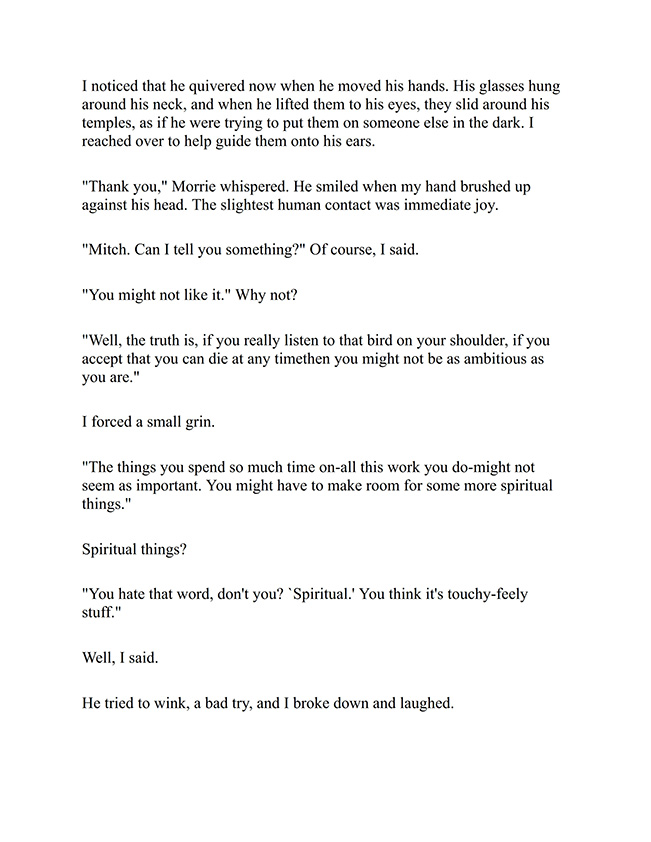 I noticed that he quivered now when he moved his hands. His glasses hung
around his neck, and when he lifted them to his eyes, they slid around his
temples, as if he were trying to put them on someone else in the dark. I
reached over to help guide them onto his ears.
"Thank you," Morrie whispered. He smiled when my hand brushed up
against his head. The slightest human contact was immediate joy.
"Mitch. Can I tell you something?" Of course, I said.
"You might not like it." Why not?
"Well, the truth is, if you really listen to that bird on your shoulder, if you
accept that you can die at any timethen you might not be as ambitious as
you are."
I forced a small grin.
"The things you spend so much time on-all this work you do-might not
seem as important. You might have to make room for some more spiritual
things."
Spiritual things?
"You hate that word, don't you? `Spiritual.' You think it's touchy-feely
stuff."
Well, I said.
He tried to wink, a bad try, and I broke down and laughed.